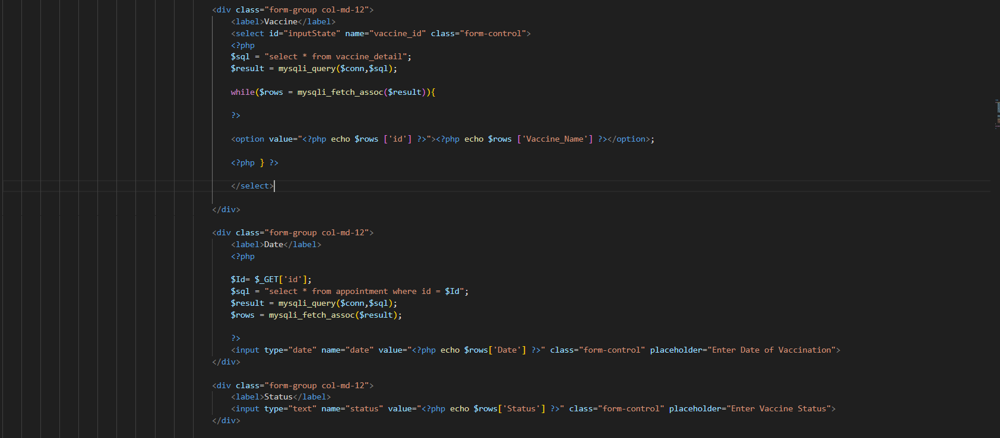 <div class="form-group col-md-12">
<label>Vaccine</label>
<select id="inputState" name="vaccine_id" class="form-control">
<?php
$sql = "select * from vaccine_detail";
$result = mysqli_query($conn,$sql);
while($rows = mysqli_fetch_assoc($result)){
?>
<option value="<?php echo $rows ['id'] ?>"><?php echo $rows ['Vaccine_Name'] ?></option>;
<?php } ?>
</select>
</div>
<div class="form-group col-md-12">
<label>Date</label>
<?php
$Id= $_GET['id'];
$sql = "select * from appointment where id = $Id";
$result = mysqli_query($conn,$sql);
$rows = mysqli_fetch_assoc($result);
?>
<input type="date" name="date" value="<?php echo $rows['Date'] ?>" class="form-control" placeholder="Enter Date of Vaccination">
</div>
<div class="form-group col-md-12">
<label>Status</label>
<input type="text" name="status" value="<?php echo $rows['Status'] ?>" class="form-control" placeholder="Enter Vaccine Status">
</div>